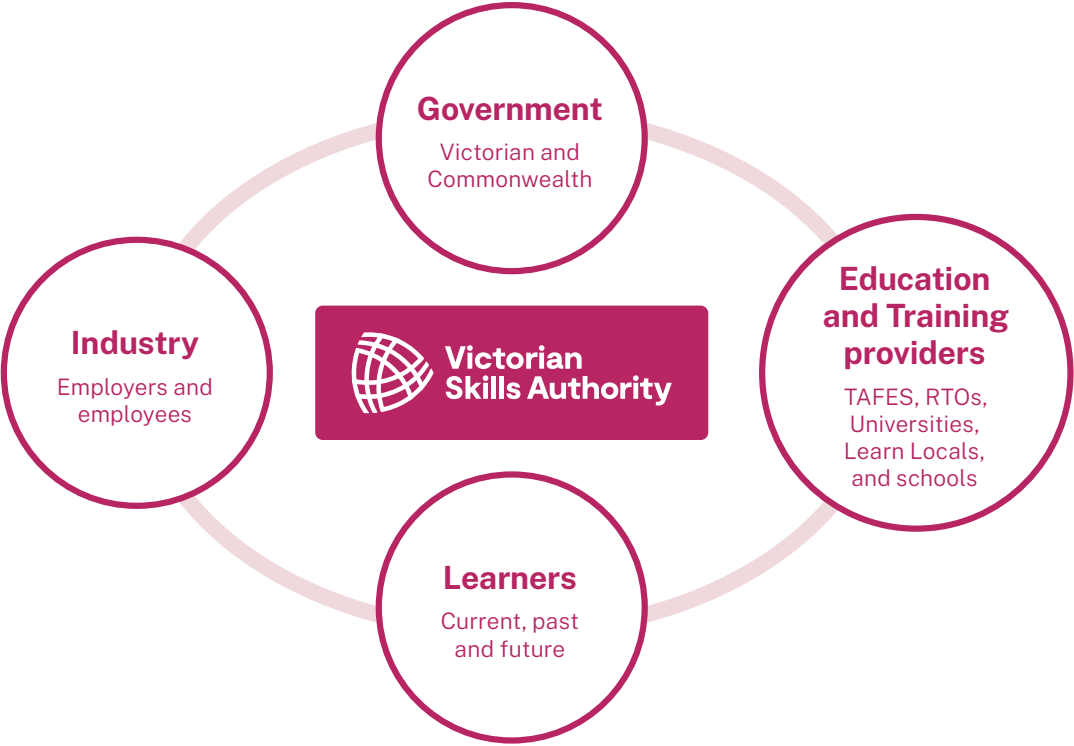 Government
Victorian and
Commonwealth
Industry
Employers and
employees
Victorian
Skills Authority
Education
and Training
providers
TAFES, RTOs,
Universities,
Learn Locals,
and schools
Learners
Current, past
and future